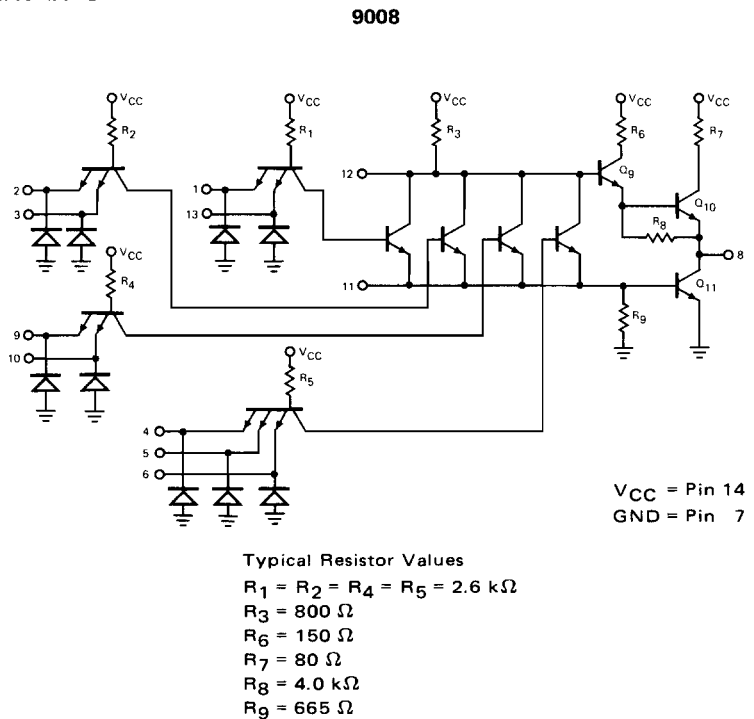 9008
VCC VCC VCC VCC VCC
R2 R1 R3 R6 R7
Q9
2 1 12
3 13
Q10
R8
8
VCC
R4
11
Q11
R9
9
10
VCC
R5
4
5
6
VCC = Pin 14
GND = Pin 7
Typical Resistor Values
R1 = R2 = R4 = R5 = 2.6 kΩ
R3 = 800 Ω
R6 = 150 Ω
R7 = 80 Ω
R8 = 4.0 kΩ
R9 = 665 Ω